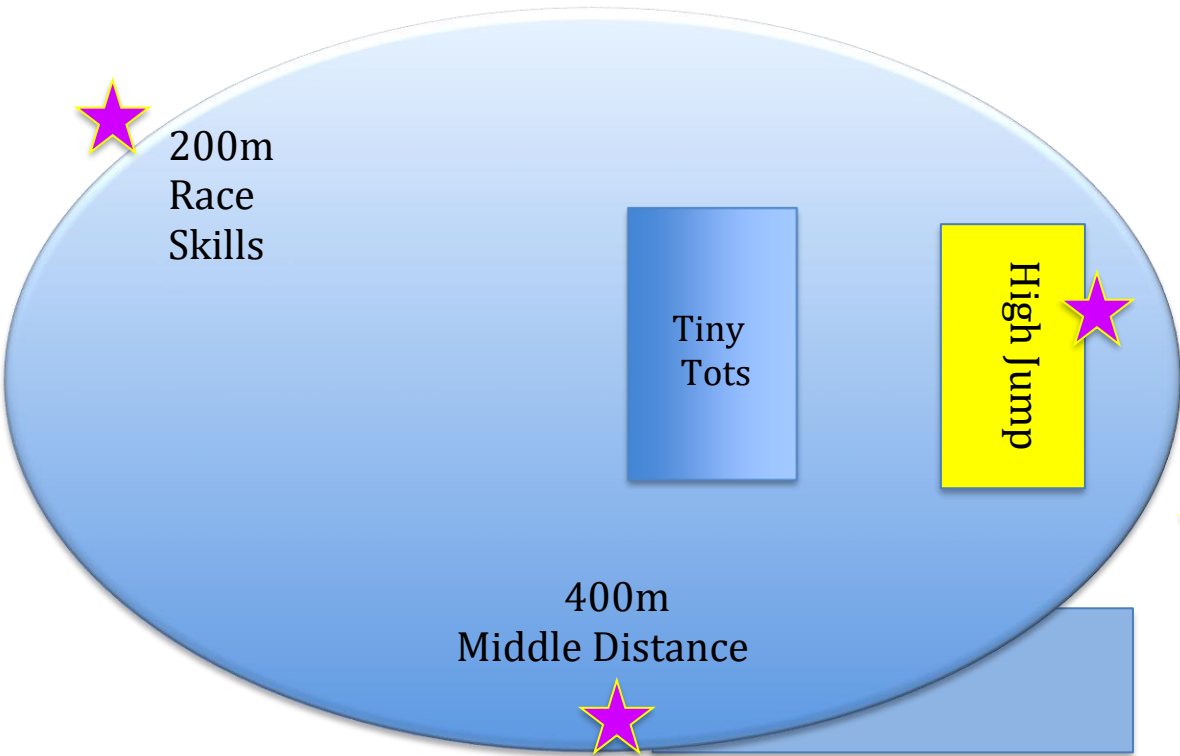 200m
Race
Skills
Tiny
Tots
High Jump
400m
Middle Distance